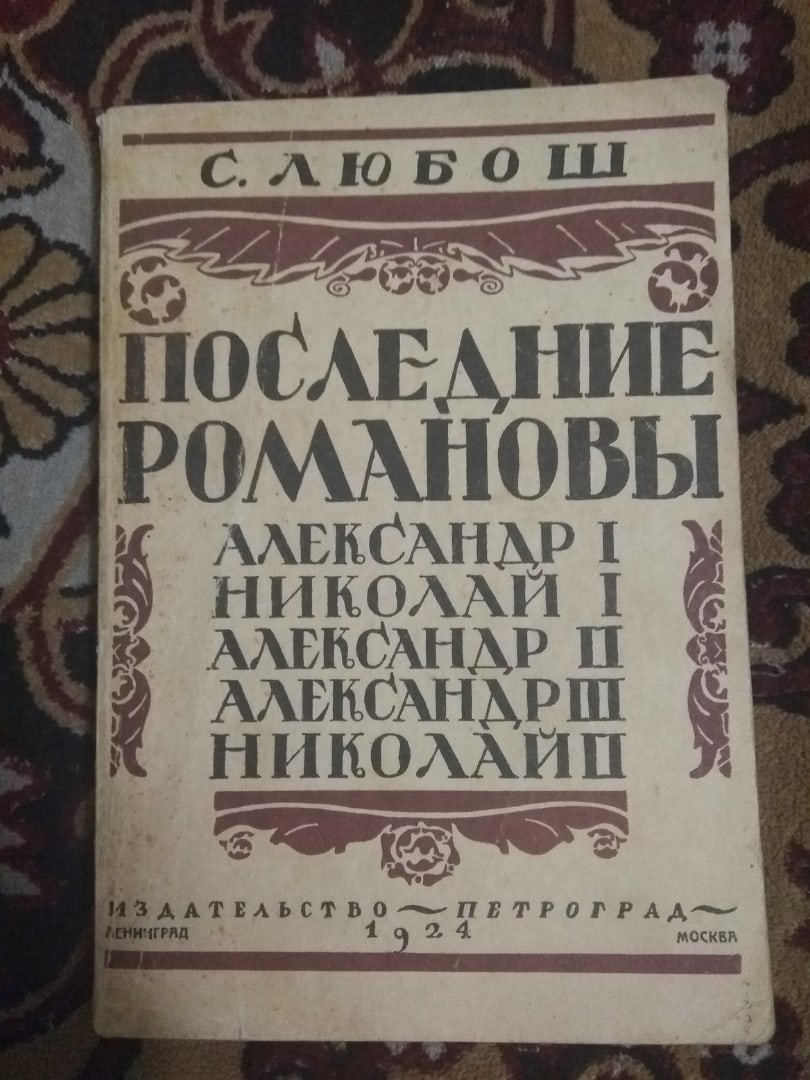 С. ЛЮБОШ
ПОСЛЕДНИЕ
РОМАНОВЫ
АЛЕКСАНДР I
НИКОЛАЙ I
АЛЕКСАНДР II
АЛЕКСАНДР III
НИКОЛАЙ II
ИЗДАТЕЛЬСТВО ~ ПЕТРОГРАД ~
ЛЕНИНГРАД 1924 МОСКВА